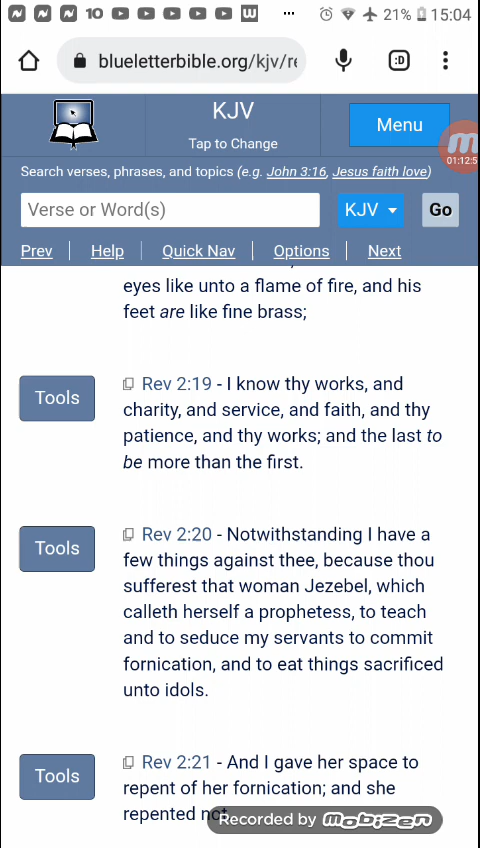 10
W
...
21%
15:04
blueletterbible.org/kjv/re
:D
KJV
Tap to Change
Menu
01:12:5
Search verses, phrases, and topics (e.g. John 3:16, Jesus faith love)
Verse or Word(s)
KJV
Go
Prev | Help | Quick Nav | Options | Next
eyes like unto a flame of fire, and his
feet are like fine brass;
Tools
Rev 2:19 - I know thy works, and
charity, and service, and faith, and thy
patience, and thy works; and the last to
be more than the first.
Tools
Rev 2:20 - Notwithstanding I have a
few things against thee, because thou
sufferest that woman Jezebel, which
calleth herself a prophetess, to teach
and to seduce my servants to commit
fornication, and to eat things sacrificed
unto idols.
Tools
Rev 2:21 - And I gave her space to
repent of her fornication; and she
repented not
Recorded by mobizen